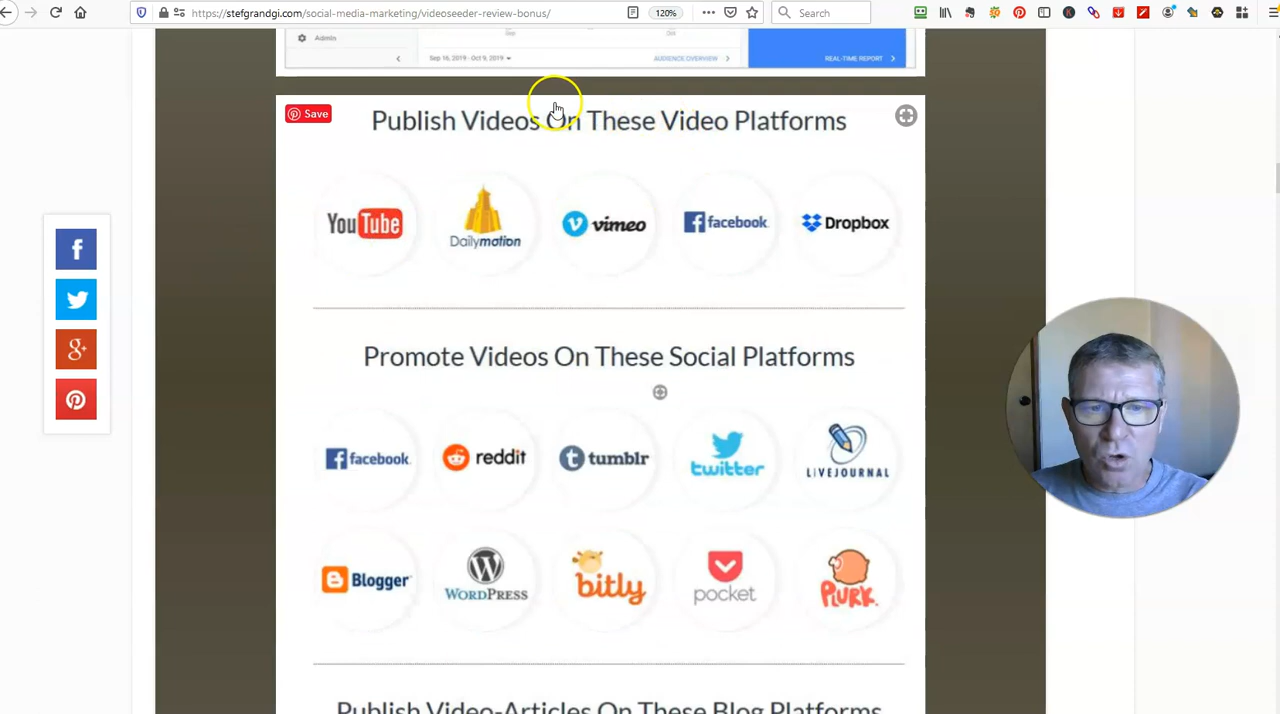 https://stefgrandgi.com/social-media-marketing/videoseeder-review-bonus/
120%
Search
Admin
Sep
Oct
Sep 16, 2019 - Oct 9, 2019
AUDIENCE OVERVIEW
REAL-TIME REPORT
Save
Publish Videos On These Video Platforms
YouTube
Dailymotion
vimeo
facebook
Dropbox
Promote Videos On These Social Platforms
facebook
reddit
tumblr
twitter
LIVEJOURNAL
Blogger
WORDPRESS
bitly
pocket
PLURK
Publish Video-Articles On These Blog Platforms